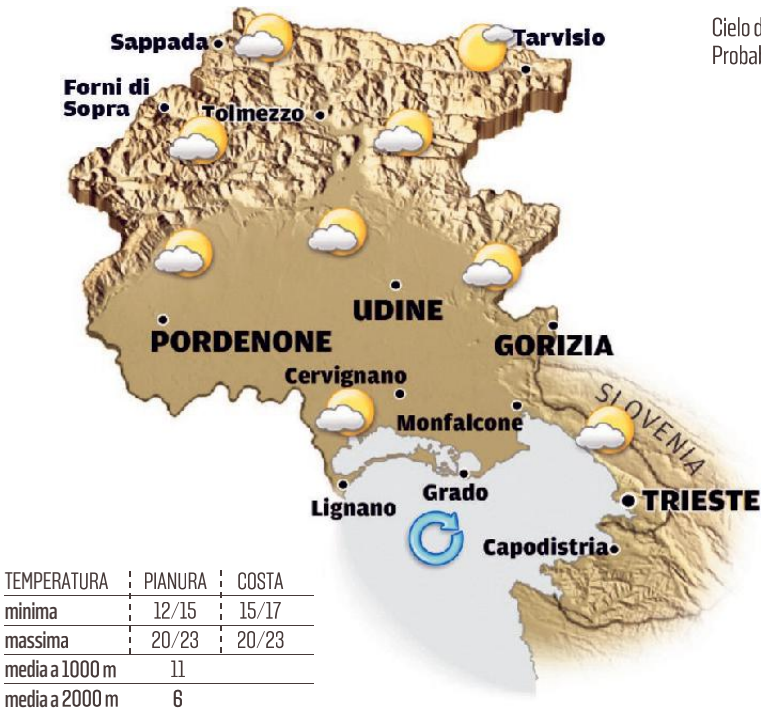 Cielo d
Probal
Sappada
Tarvisio
Forni di
Sopra
Tolmezzo
UDINE
PORDENONE
GORIZIA
Cervignano
SLOVENIA
Monfalcone
Grado
Lignano
TRIESTE
Capodistria
TEMPERATURA PIANURA COSTA
minima 12/15 15/17
massima 20/23 20/23
media a 1000 m 11
media a 2000 m 6